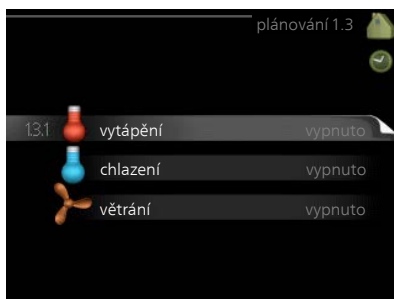 plánování 1.3
1.3.1 vytápění vypnuto
chlazení vypnuto
větrání vypnuto